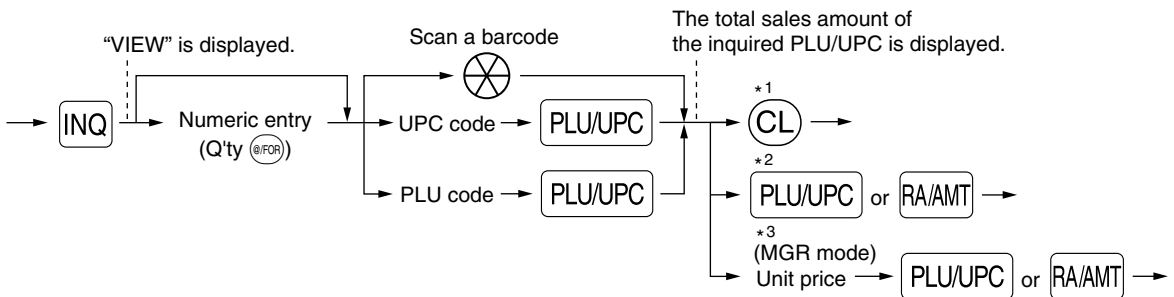 The total sales amount of
the inquired PLU/UPC is displayed.
“VIEW” is displayed.
Scan a barcode
INQ
Numeric entry
(Q'ty @/FOR)
UPC code
PLU/UPC
PLU code
PLU/UPC
*1
CL
*2
PLU/UPC or RA/AMT
*3
(MGR mode)
Unit price PLU/UPC or RA/AMT